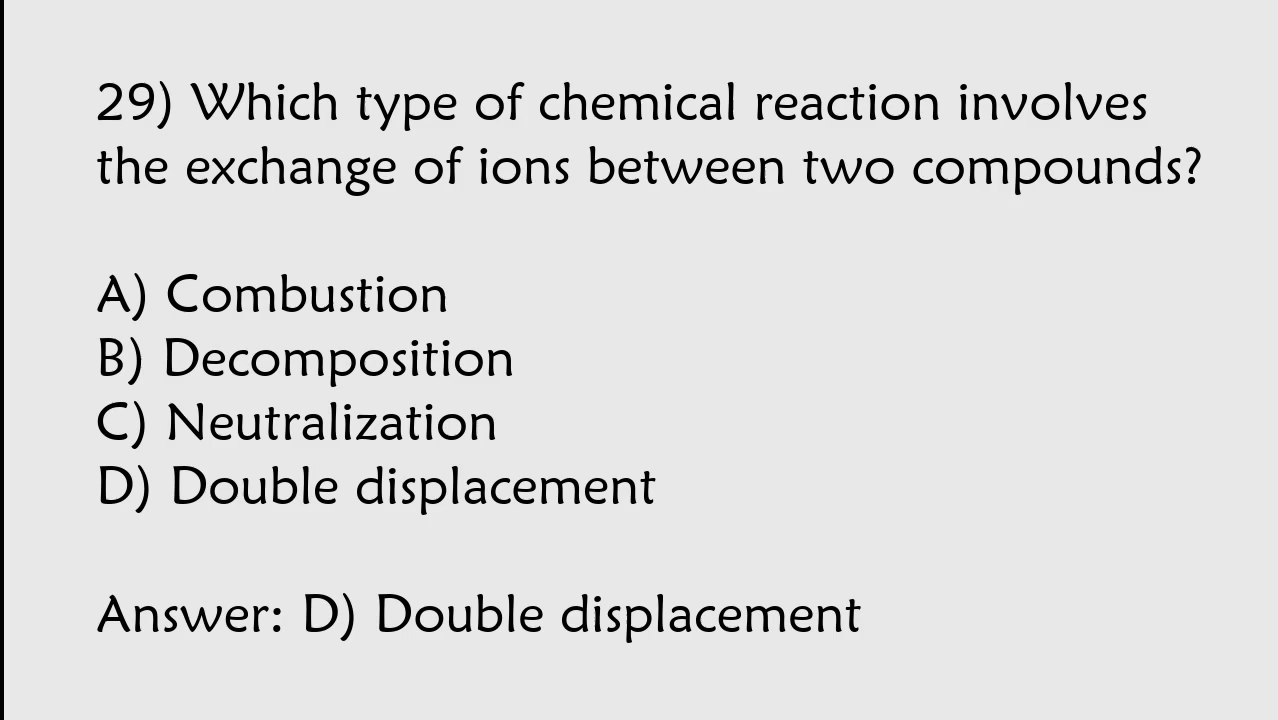 29) Which type of chemical reaction involves
the exchange of ions between two compounds?
A) Combustion
B) Decomposition
C) Neutralization
D) Double displacement
Answer: D) Double displacement